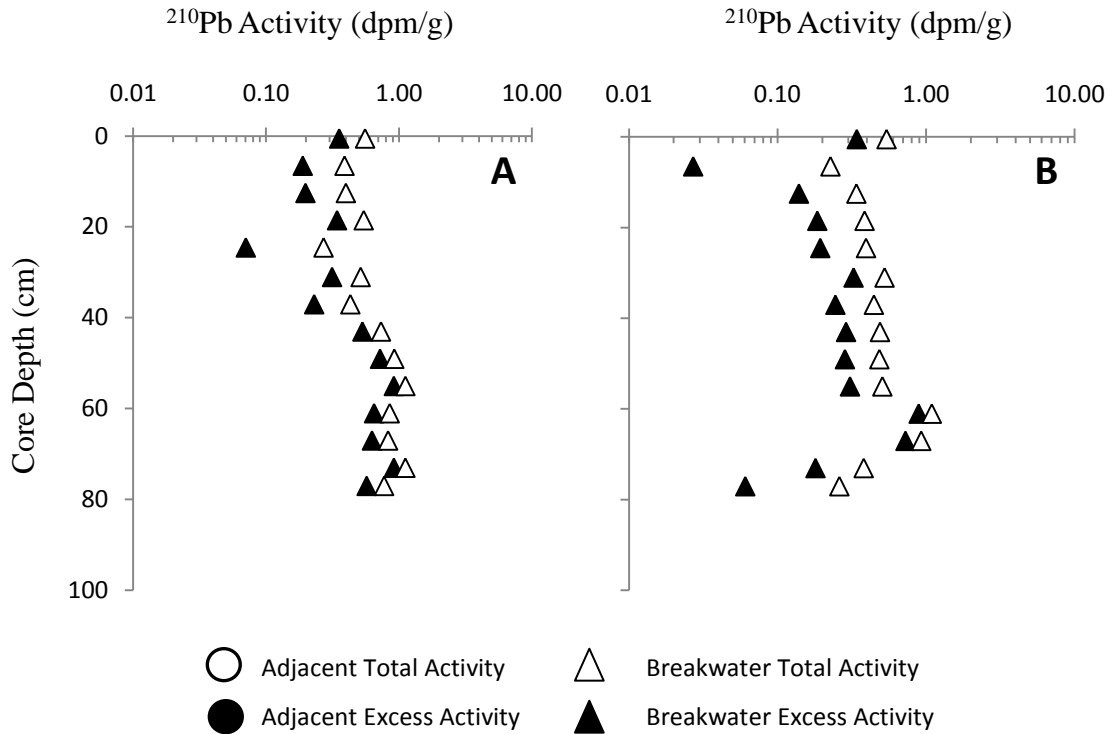 ²¹⁰Pb Activity (dpm/g)
²¹⁰Pb Activity (dpm/g)
0.01 0.10 1.00 10.00
0.01 0.10 1.00 10.00
0
20
40
60
80
100
Core Depth (cm)
A
B
Adjacent Total Activity
Breakwater Total Activity
Adjacent Excess Activity
Breakwater Excess Activity